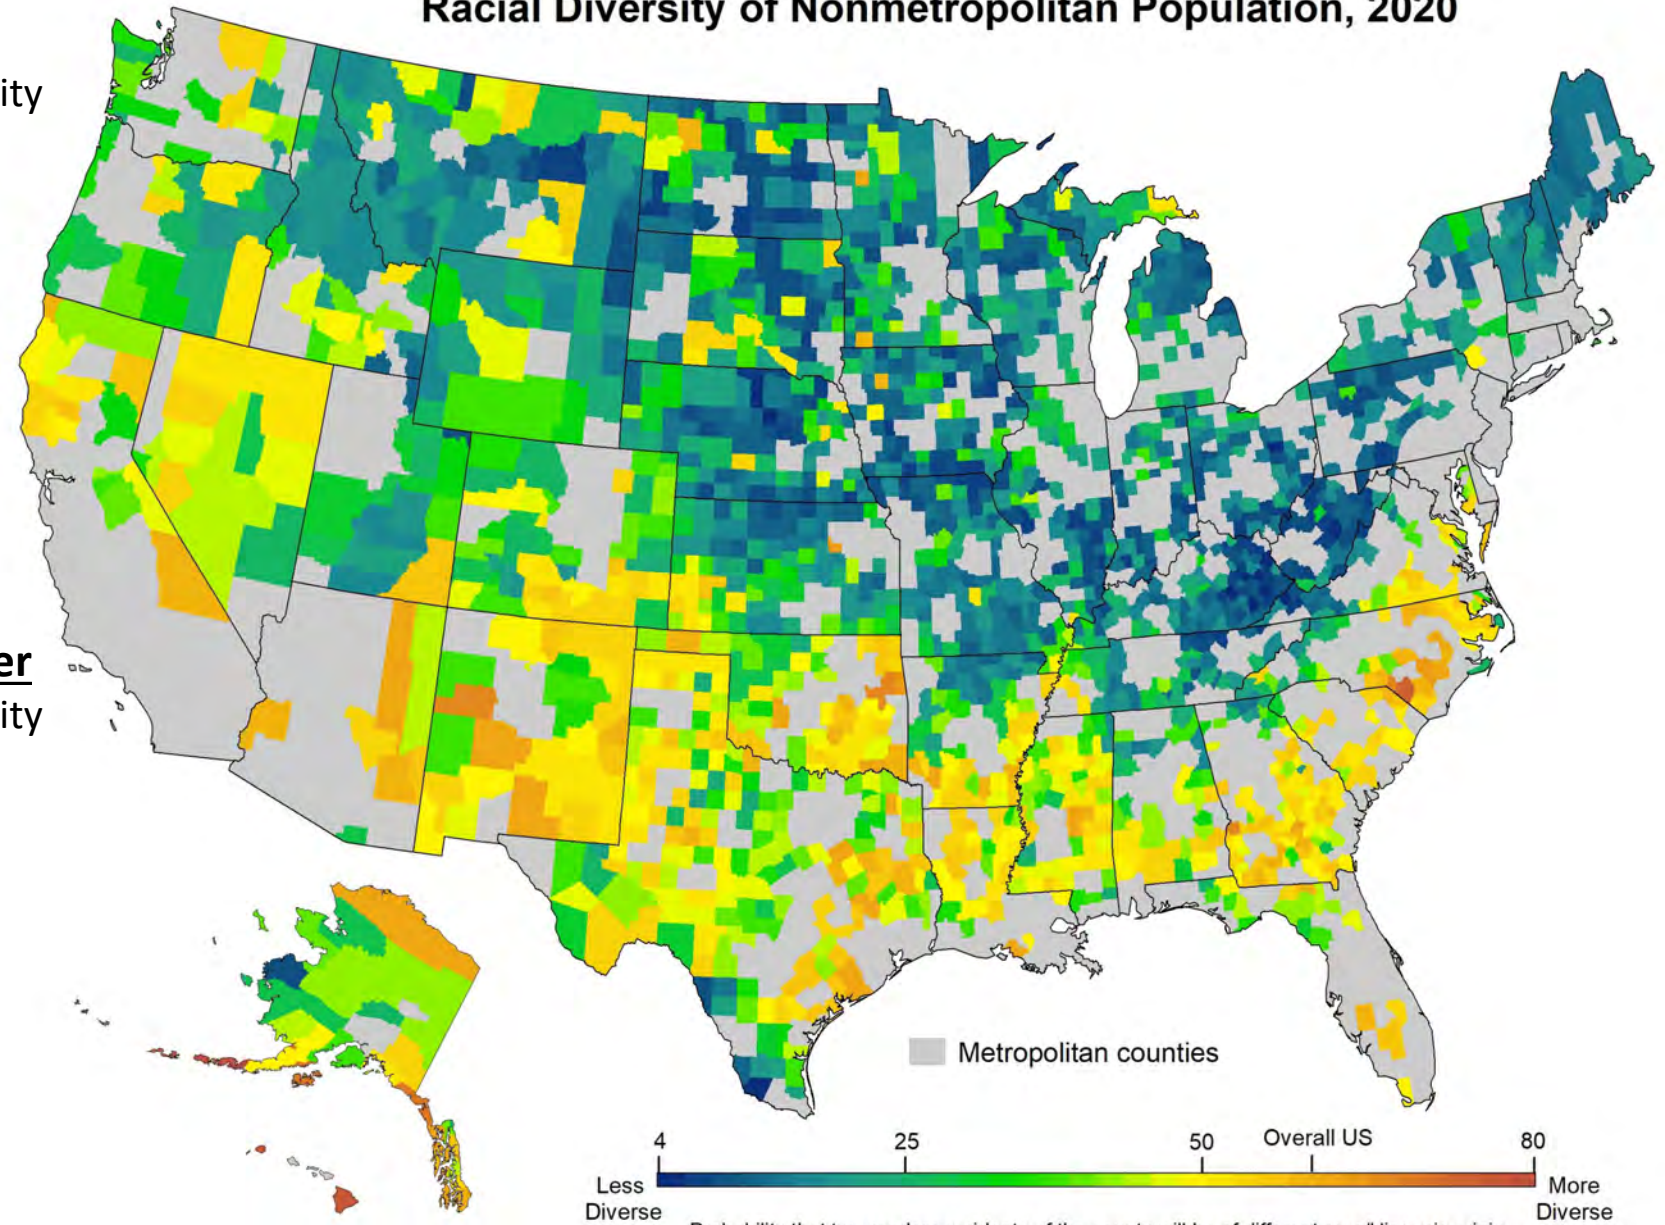 Racial Diversity of Nonmetropolitan Population, 2020
ity
er
ity
Metropolitan counties
4 25 50 Overall US 80
Less Diverse
More Diverse